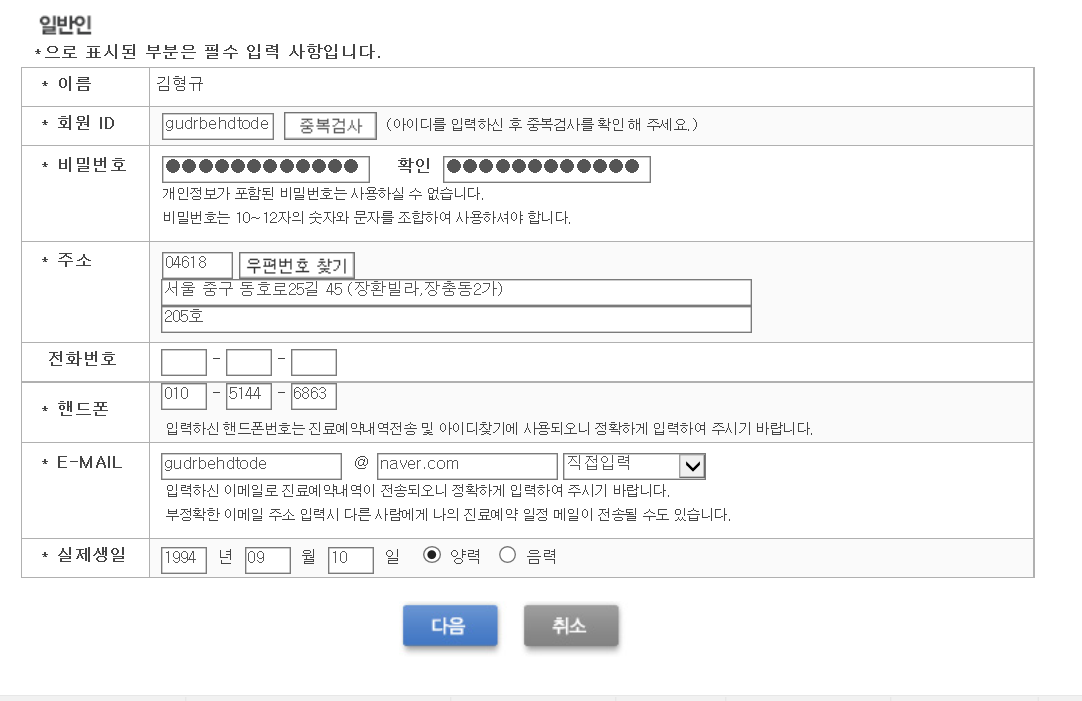 일반인
*으로 표시된 부분은 필수 입력 사항입니다.
* 이름 김형규
* 회원 ID gudrbehdtode 중복검사 (아이디를 입력하신 후 중복검사를 확인 해 주세요.)
* 비밀번호 ●●●●●●●●●●●● 확인 ●●●●●●●●●●●●
개인정보가 포함된 비밀번호는 사용하실 수 없습니다.
비밀번호는 10~12자의 숫자와 문자를 조합하여 사용하셔야 합니다.
* 주소 04618 우편번호 찾기
서울 중구 동호로25길 45 (장환빌라,장충동2가)
205호
전화번호 - -
* 핸드폰 010 - 5144 - 6863
입력하신 핸드폰번호는 진료예약내역전송 및 아이디찾기에 사용되오니 정확하게 입력하여 주시기 바랍니다.
* E-MAIL gudrbehdtode @ naver.com 직접입력
입력하신 이메일로 진료예약내역이 전송되오니 정확하게 입력하여 주시기 바랍니다.
부정확한 이메일 주소 입력시 다른 사람에게 나의 진료예약 일정 메일이 전송될 수도 있습니다.
* 실제생일 1994 년 09 월 10 일 양력 음력
다음 취소